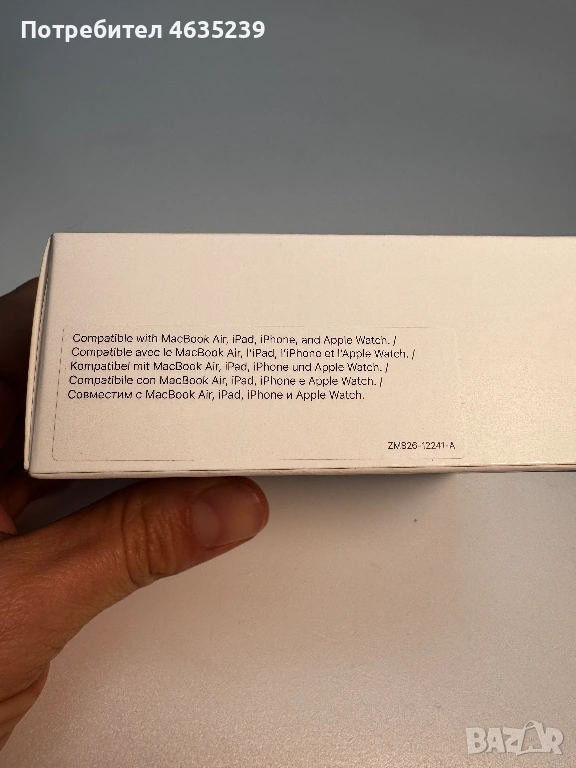 Потребител 4635239
Compatible with MacBook Air, iPad, iPhone, and Apple Watch. /
Compatible avec le MacBook Air, l'iPad, l'iPhone et l'Apple Watch. /
Kompatibel mit MacBook Air, iPad, iPhone und Apple Watch. /
Compatibile con MacBook Air, iPad, iPhone e Apple Watch. /
Совместим с MacBook Air, iPad, iPhone и Apple Watch.
ZM826-12241-A
BAZAR